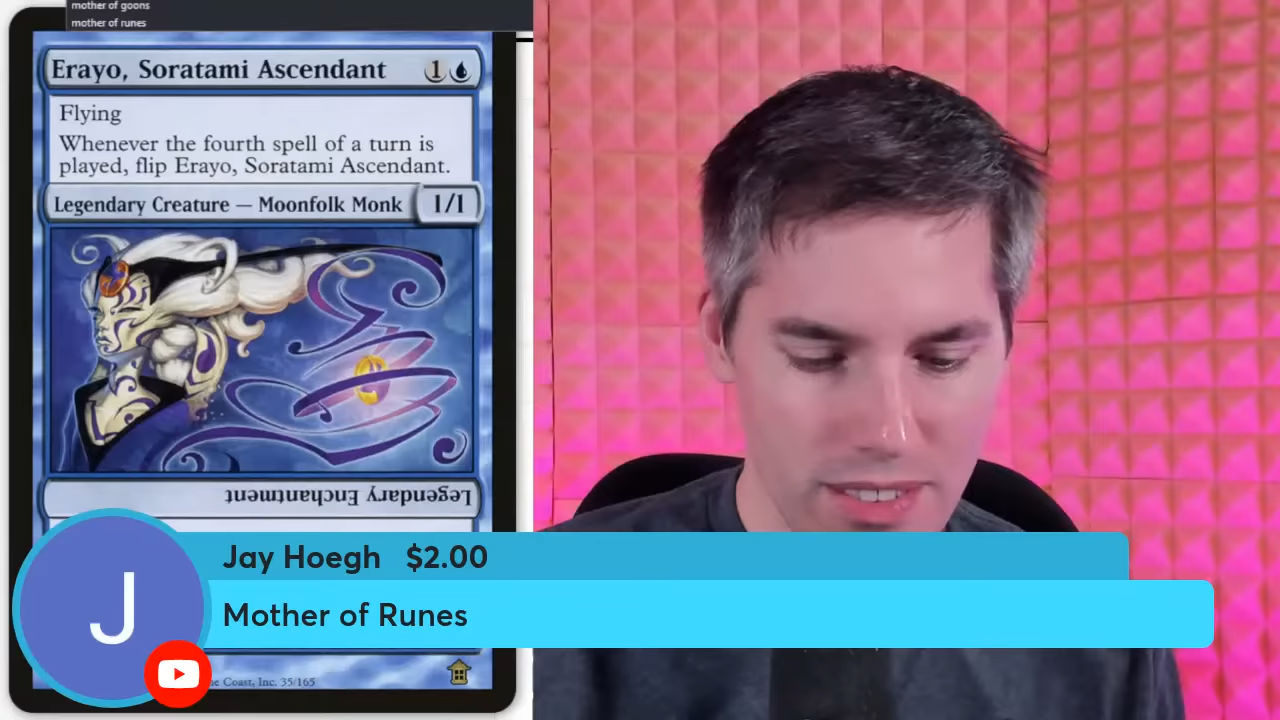 mother of goons
mother of runes
Erayo, Soratami Ascendant 1
Flying
Whenever the fourth spell of a turn is
played, flip Erayo, Soratami Ascendant.
Legendary Creature — Moonfolk Monk 1/1
Legendary Enchantment
J
Jay Hoegh $2.00
Mother of Runes
Coast, Inc. 35/165